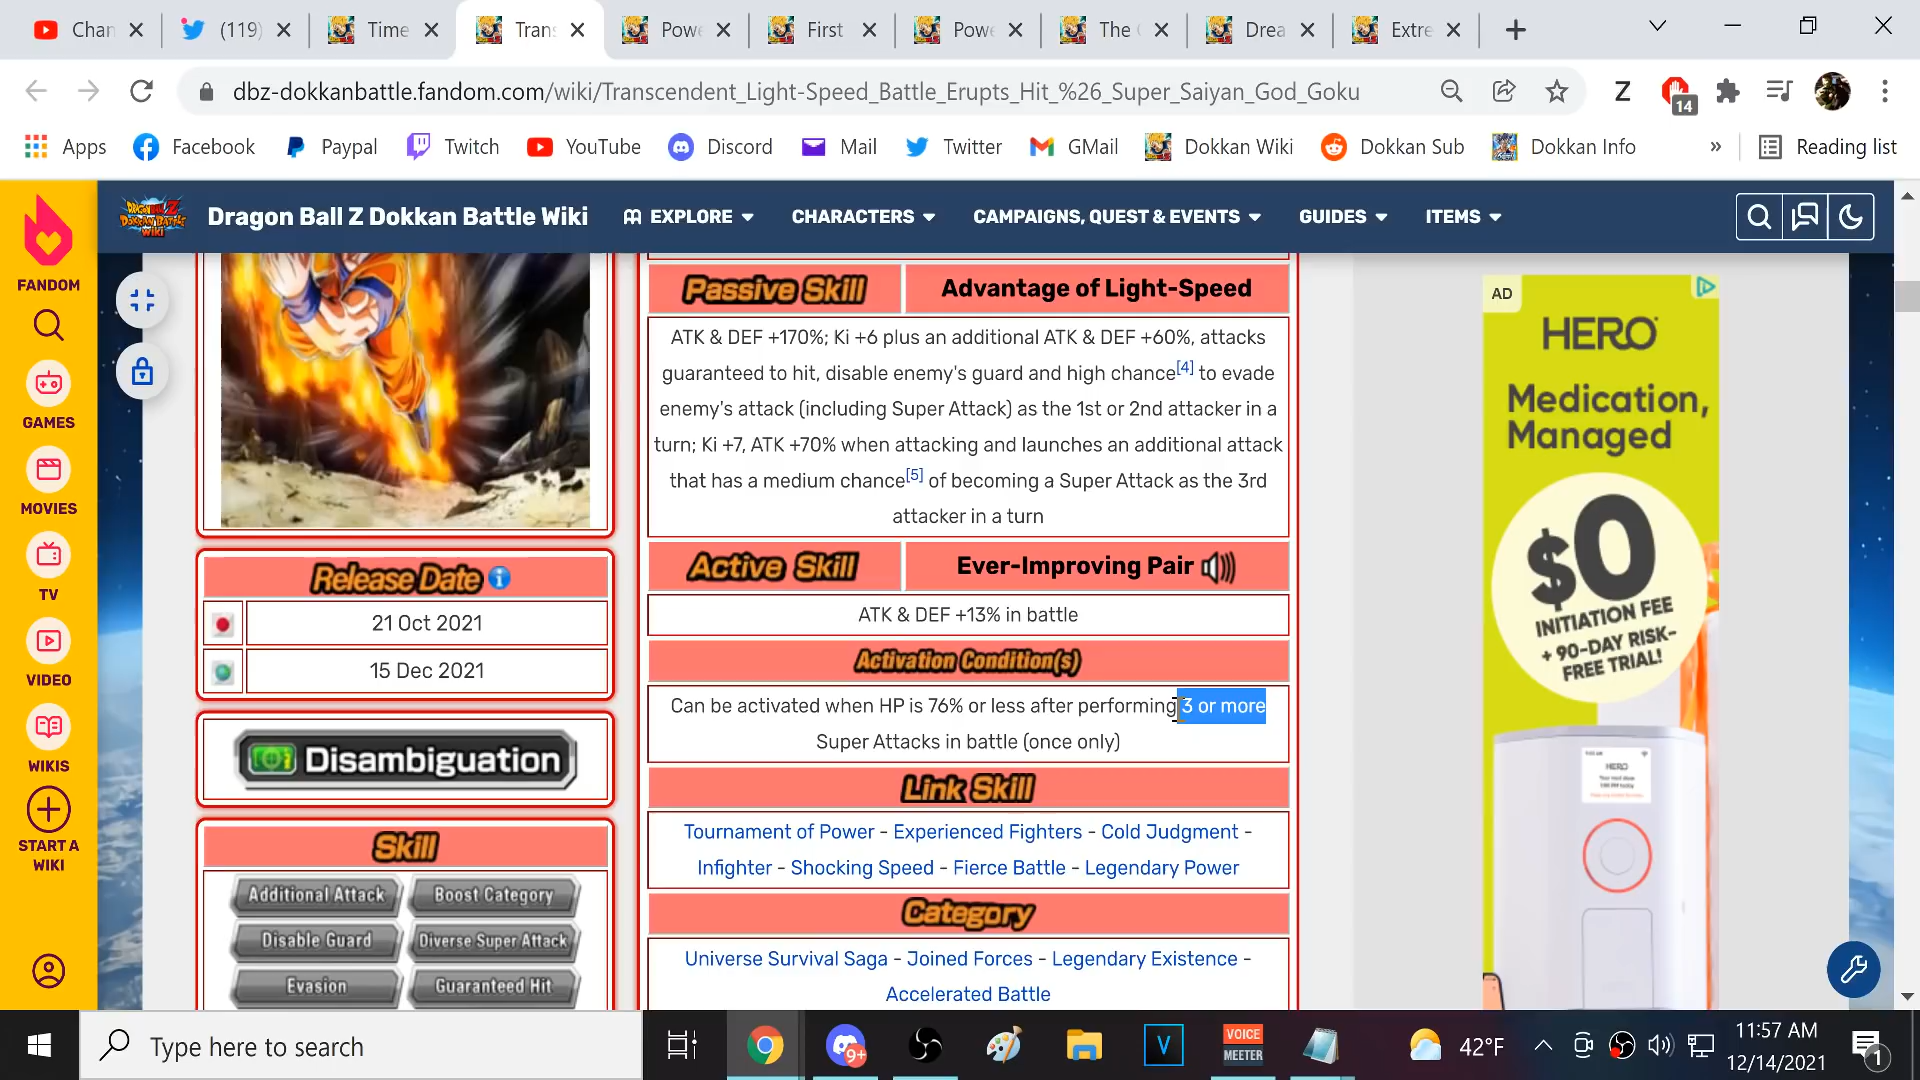 Chan
(119)
Time
Tran
Powe
First
Powe
The
Drea
Extre
dbz-dokkanbattle.fandom.com/wiki/Transcendent_Light-Speed_Battle_Erupts_Hit_%26_Super_Saiyan_God_Goku
Z
14
Apps
Facebook
Paypal
Twitch
YouTube
Discord
Mail
Twitter
GMail
Dokkan Wiki
Dokkan Sub
Dokkan Info
»
Reading list
Dragon Ball Z Dokkan Battle Wiki
EXPLORE
CHARACTERS
CAMPAIGNS, QUEST & EVENTS
GUIDES
ITEMS
FANDOM
GAMES
MOVIES
TV
VIDEO
WIKIS
START A
WIKI
Passive Skill
Advantage of Light-Speed
ATK & DEF +170%; Ki +6 plus an additional ATK & DEF +60%, attacks
guaranteed to hit, disable enemy's guard and high chance[4] to evade
enemy's attack (including Super Attack) as the 1st or 2nd attacker in a
turn; Ki +7, ATK +70% when attacking and launches an additional attack
that has a medium chance[5] of becoming a Super Attack as the 3rd
attacker in a turn
Active Skill
Ever-Improving Pair
ATK & DEF +13% in battle
Activation Condition(s)
Can be activated when HP is 76% or less after performing 3 or more
Super Attacks in battle (once only)
Link Skill
Tournament of Power - Experienced Fighters - Cold Judgment -
Infighter - Shocking Speed - Fierce Battle - Legendary Power
Category
Universe Survival Saga - Joined Forces - Legendary Existence -
Accelerated Battle
Release Date
21 Oct 2021
15 Dec 2021
Disambiguation
Skill
Additional Attack
Boost Category
Disable Guard
Diverse Super Attack
Evasion
Guaranteed Hit
AD
HERO
Medication,
Managed
$0
INITIATION FEE
+ 90-DAY RISK-
FREE TRIAL!
HERO
Type here to search
9+
V
VOICE
MEETER
42°F
11:57 AM
12/14/2021
1